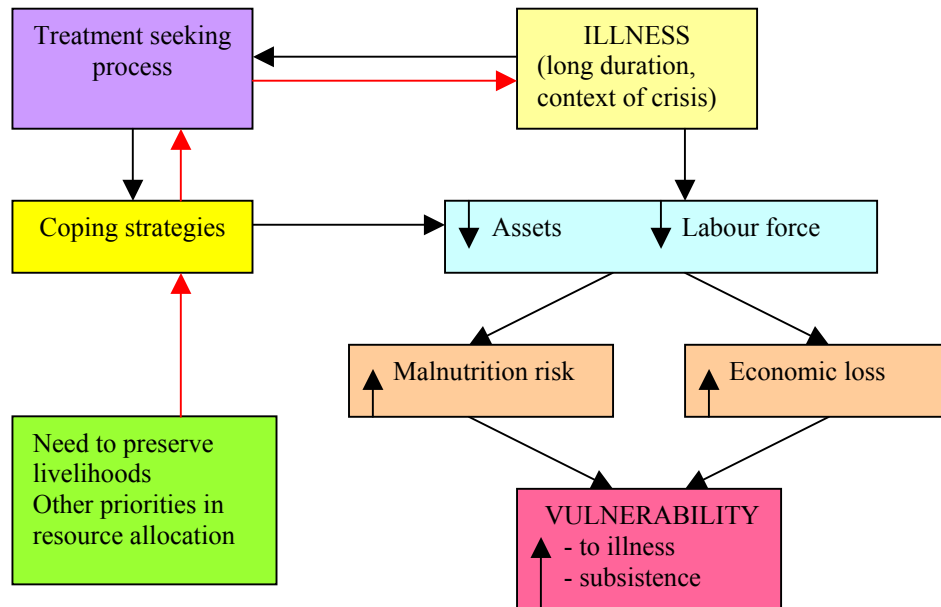 Treatment seeking
process
ILLNESS
(long duration,
context of crisis)
Coping strategies
Assets
Labour force
Malnutrition risk
Economic loss
Need to preserve
livelihoods
Other priorities in
resource allocation
VULNERABILITY
- to illness
- subsistence